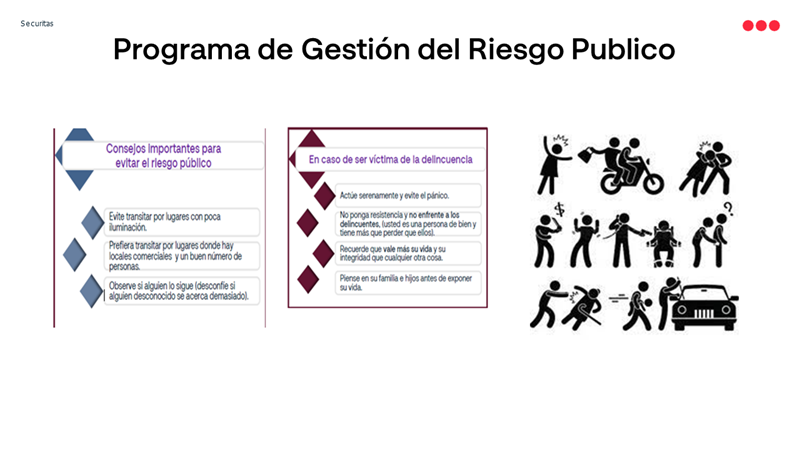 Securitas
Programa de Gestión del Riesgo Publico
Consejos importantes para
evitar el riesgo público
Evite transitar por lugares con poca
iluminación.
Prefiera transitar por lugares donde hay
locales comerciales y un buen número de
personas.
Observe si alguien lo sigue (desconfíe si
alguien desconocido se acerca demasiado).
En caso de ser víctima de la delincuencia
Actúe serenamente y evite el pánico.
No ponga resistencia y no enfrente a los
delincuentes, (usted es una persona de bien y
tiene más que perder que ellos).
Recuerde que vale más su vida y su
integridad que cualquier otra cosa.
Piense en su familia e hijos antes de exponer
su vida.
$
?